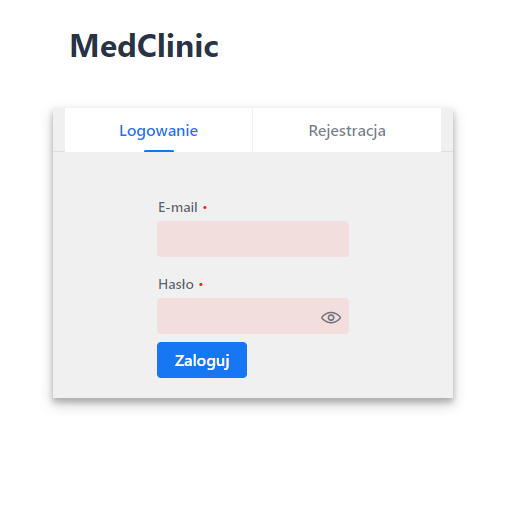 MedClinic
Logowanie
Rejestracja
E-mail •
Hasło •
Zaloguj